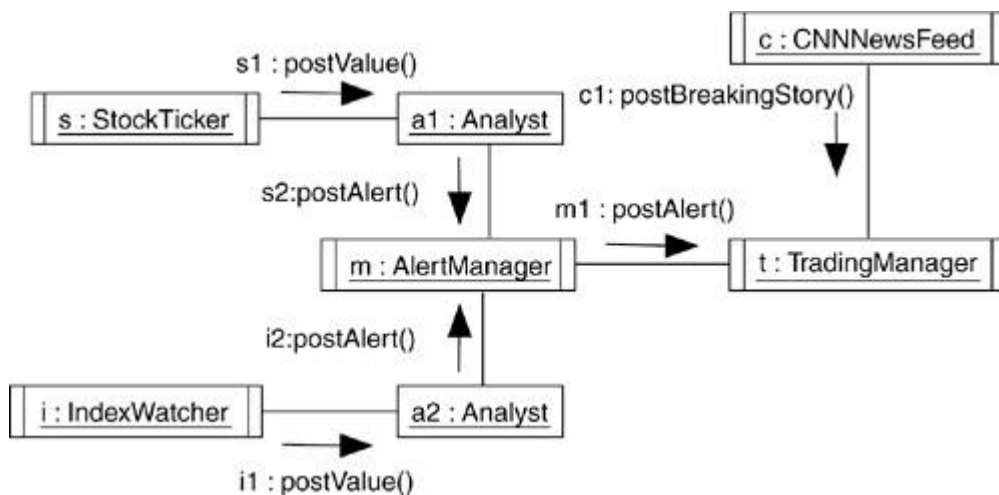 c : CNNNewsFeed
s1 : postValue()
c1: postBreakingStory()
s : StockTicker
a1 : Analyst
s2:postAlert()
m1 : postAlert()
m : AlertManager
t : TradingManager
i2:postAlert()
i : IndexWatcher
a2 : Analyst
i1 : postValue()